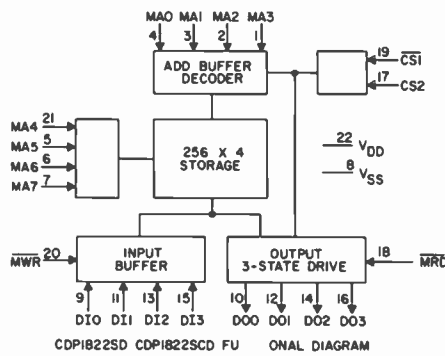 MA0 MA1 MA2 MA3
4 3 2 1
ADD BUFFER
DECODER
19 CS1
17 CS2
MA4 21
MA5 5
MA6 6
MA7 7
256 X 4
STORAGE
22 VDD
8 VSS
MWR 20
INPUT
BUFFER
OUTPUT
3-STATE DRIVE
18 MRD
9 11 13 15
10 12 14 16
DI0 DI1 DI2 DI3
DO0 DO1 DO2 DO3
CDP1822SD CDP1822SCD FU ONAL DIAGRAM